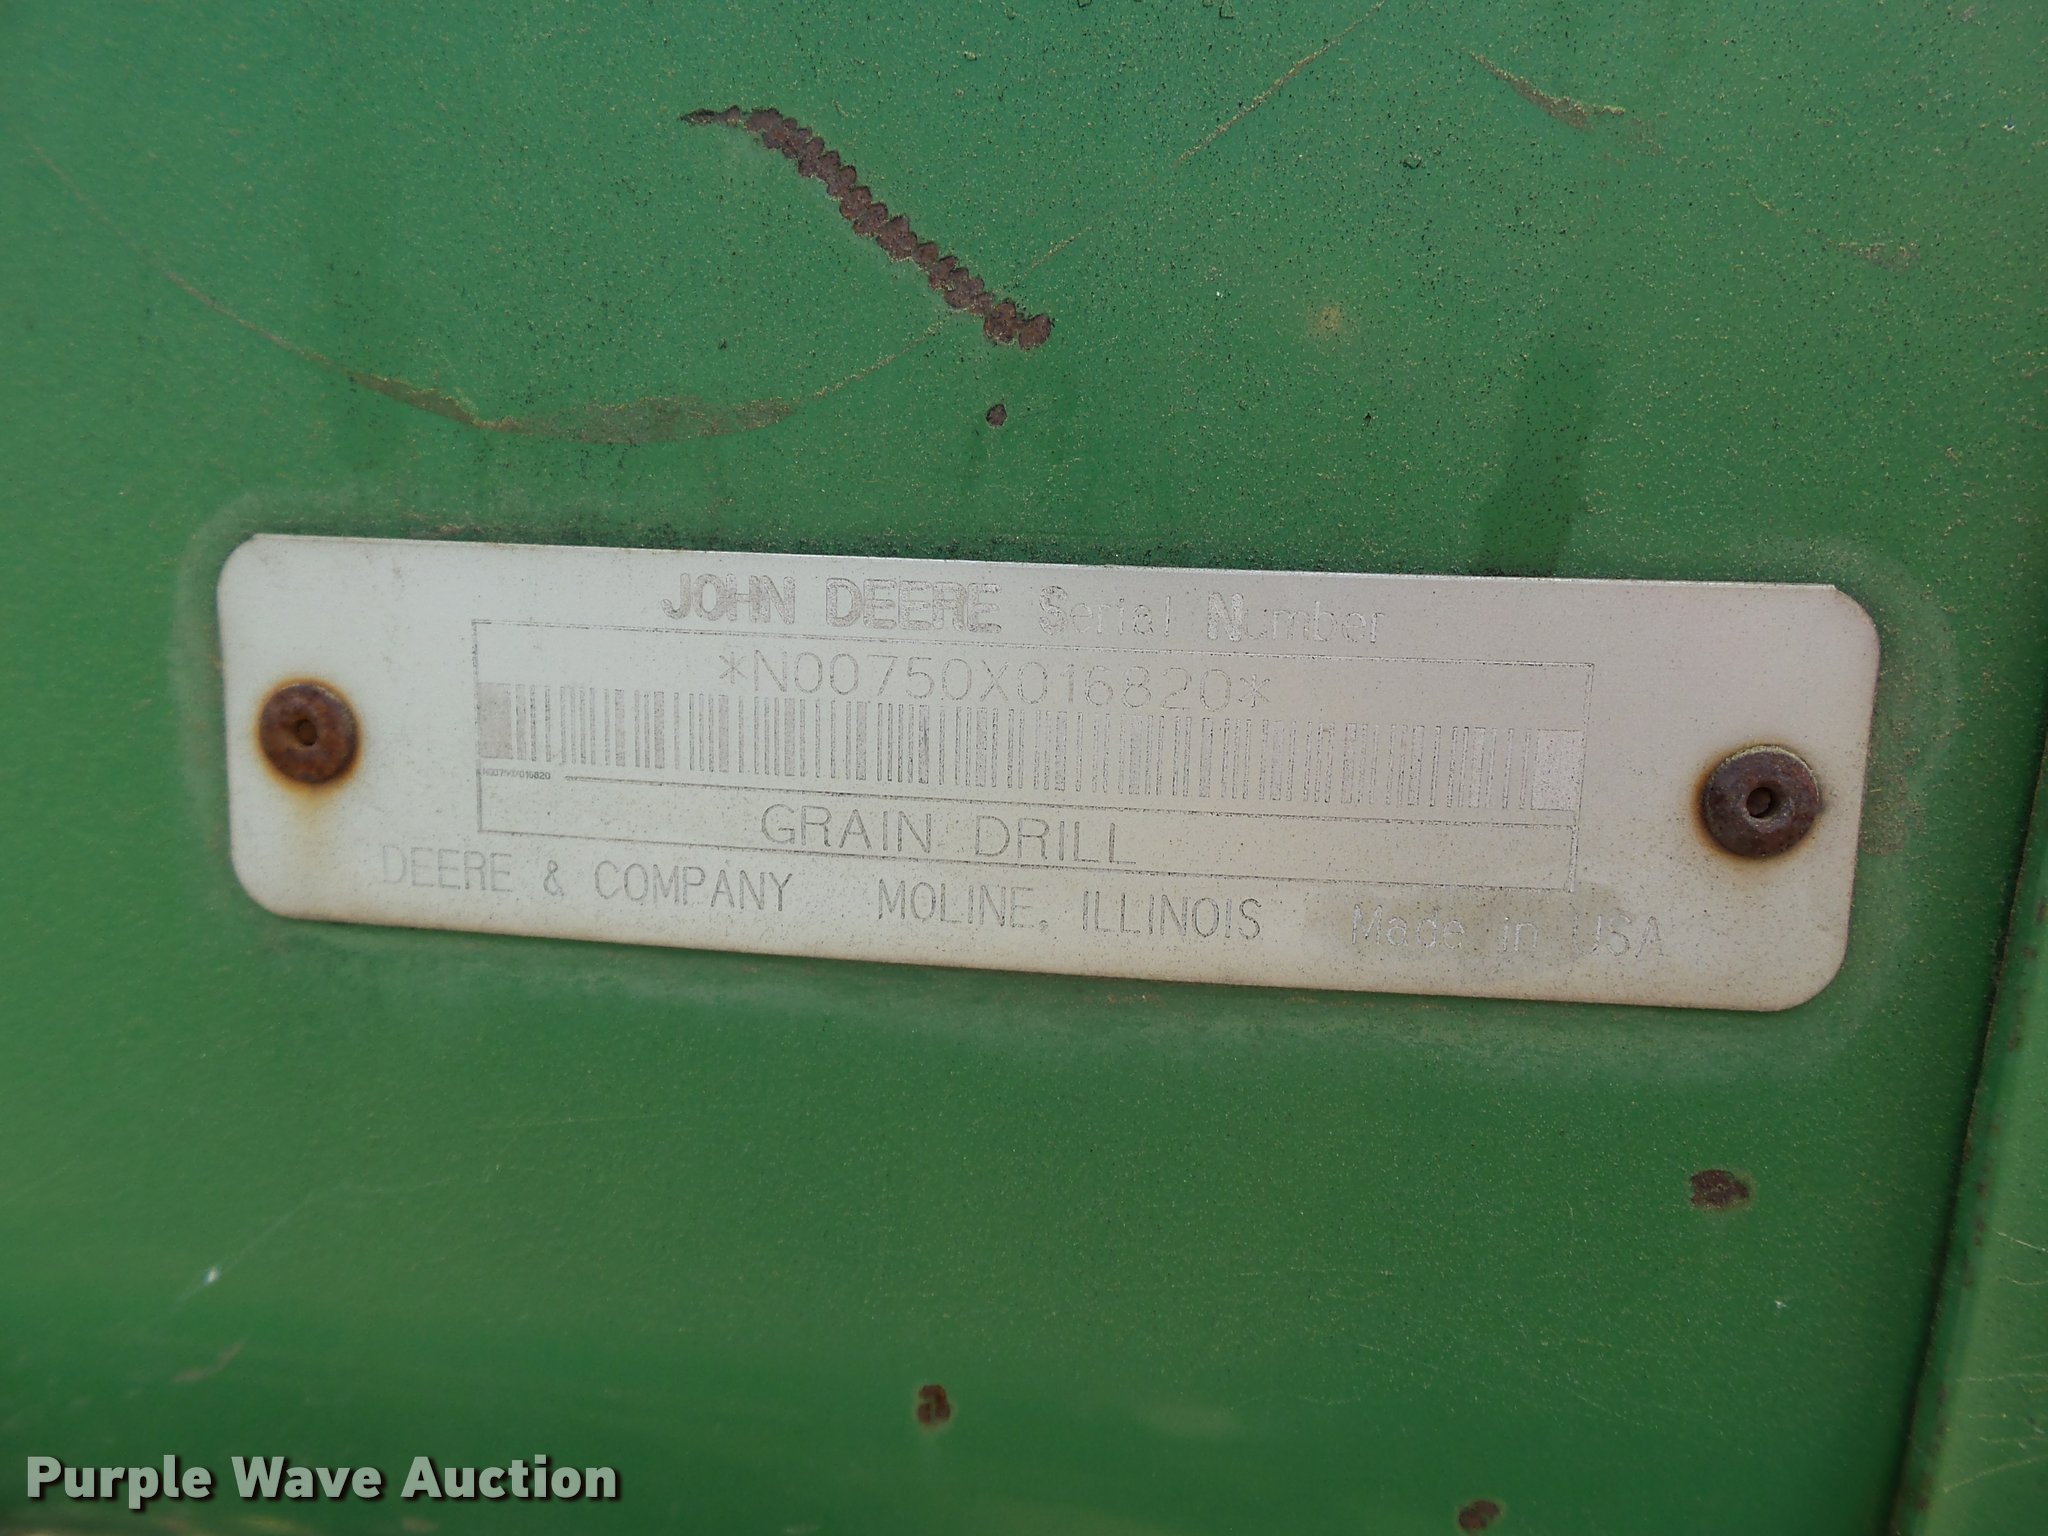 JOHN DEERE Serial Number
*N00750X016820*
GRAIN DRILL
DEERE & COMPANY MOLINE, ILLINOIS Made in USA
Purple Wave Auction